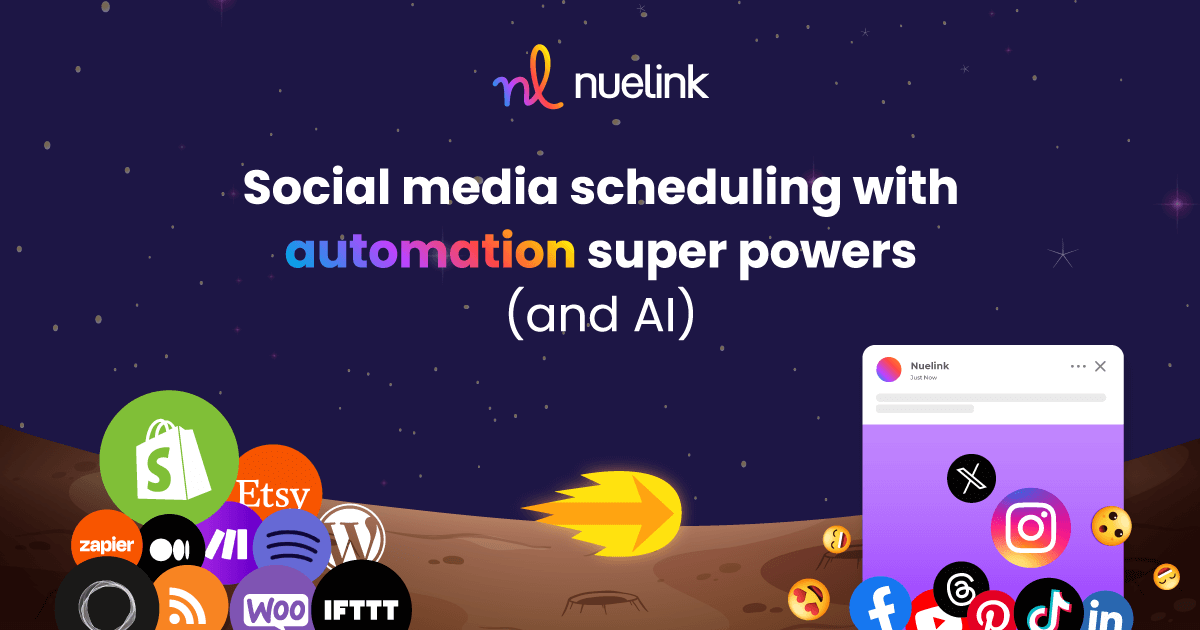 nl nuelink
Social media scheduling with
automation super powers
(and AI)
Nuelink
Just Now
Etsy
zapier
WOO
IFTTT
in